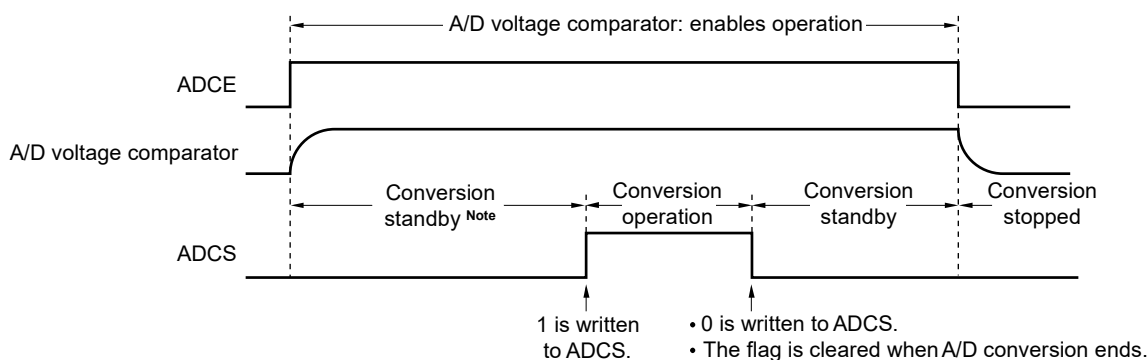 A/D voltage comparator: enables operation
ADCE
A/D voltage comparator
Conversion
standby Note
Conversion
operation
Conversion
standby
Conversion
stopped
ADCS
1 is written
to ADCS.
• 0 is written to ADCS.
• The flag is cleared when A/D conversion ends.